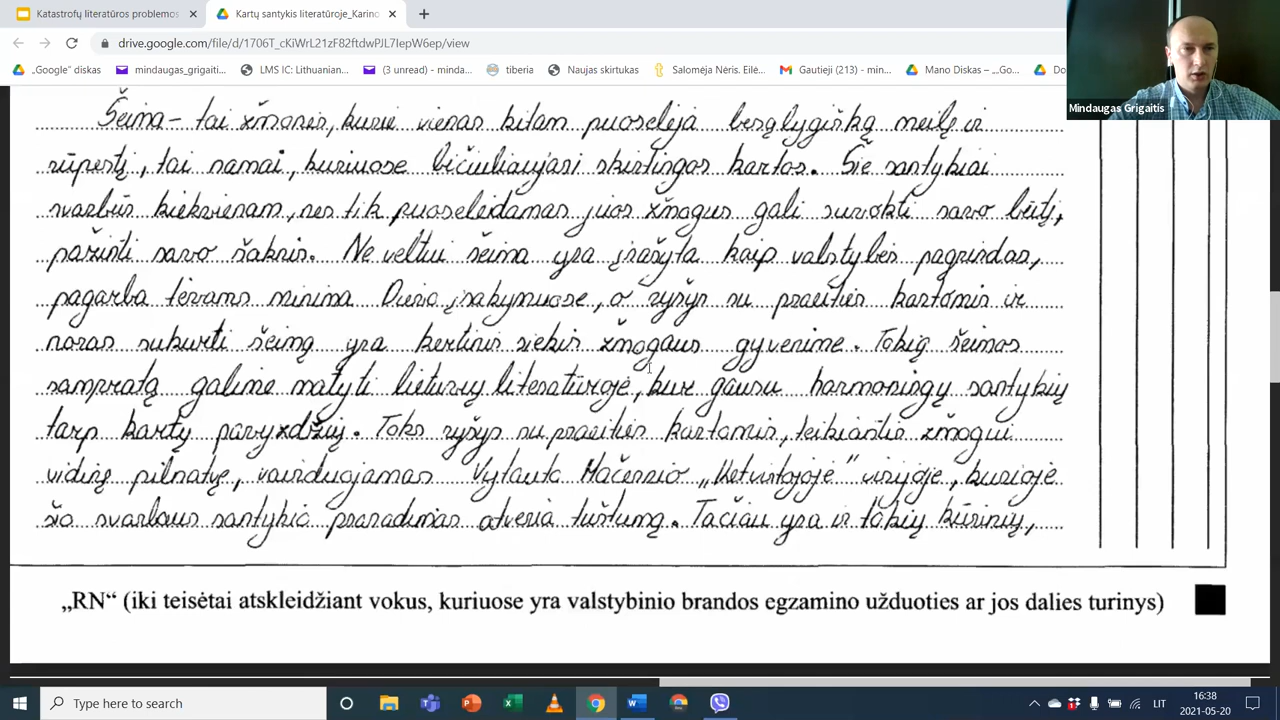 Katastrofų literatūros problemos
Kartų santykis literatūroje_Karino
drive.google.com/file/d/1706T_cKiWrL21zF82ftdwPJL7IepW6ep/view
„Google“ diskas
mindaugas_grigaiti...
LMS IC: Lithuanian...
(3 unread) - minda...
tiberia
Naujas skirtukas
Salomėja Nėris. Eilė...
Gautieji (213) - min...
Mano Diskas – „Go...
Do
Mindaugas Grigaitis
Šeima – tai žmonės, kurie vienas kitam puoselėja besąlygišką meilę ir
rūpestį, tai namai, kuriuose bičiuliaujasi skirtingos kartos. Šie santykiai
svarbūs kiekvienam, nes tik puoselėdamas juos žmogus gali suvokti savo būtį,
pažinti savo šaknis. Ne veltui šeima yra įrašyta kaip valstybės pagrindas,
pagarba tėvams minima Dievo įsakymuose, o ryšys su praeities kartomis ir
noras sukurti šeimą yra kertinis siekis žmogaus gyvenime. Tokią šeimos
sampratą galime matyti lietuvių literatūroje, kur gausu harmoningų santykių
tarp kartų pavyzdžių. Toks ryšys su praeities kartomis, teikiantis žmogui
vidinę pilnatvę, vaizduojamas Vytauto Mačernio „Ketvirtojoje“ vizijoje, kurioje
šio svarbaus santykio praradimas atveria tuštumą. Tačiau yra ir tokių kūrinių,
„RN“ (iki teisėtai atskleidžiant vokus, kuriuose yra valstybinio brandos egzamino užduoties ar jos dalies turinys)
Type here to search
LIT
16:38
2021-05-20